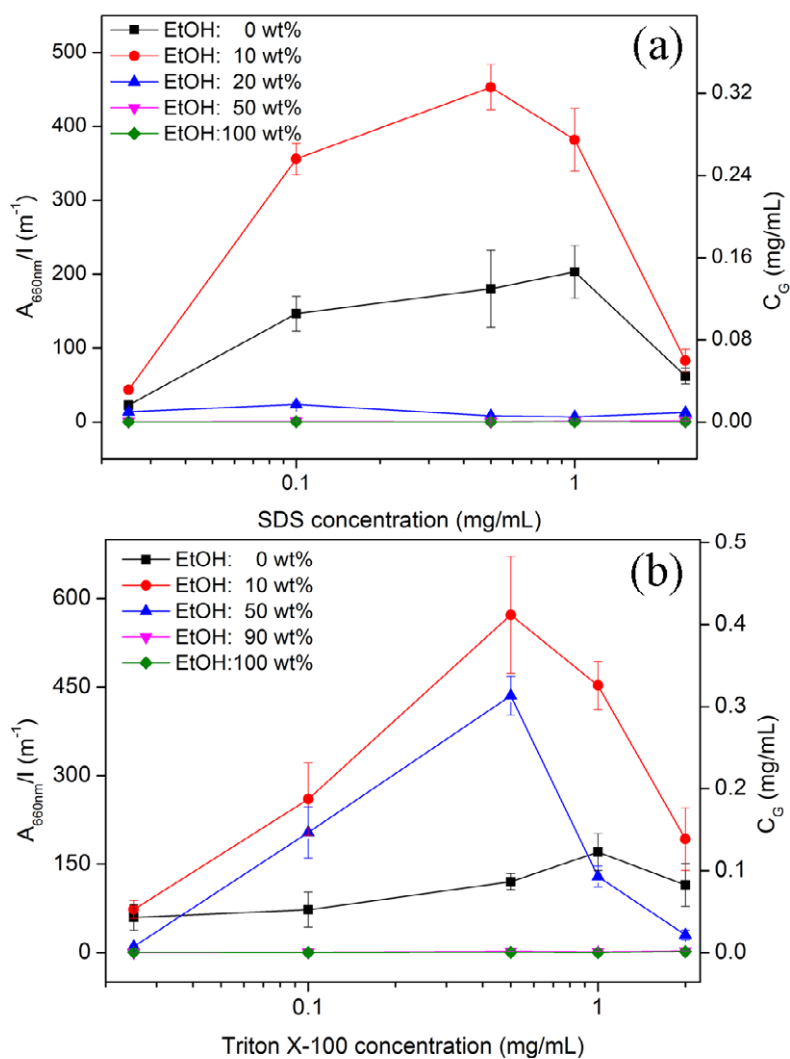 EtOH: 0 wt%
EtOH: 10 wt%
EtOH: 20 wt%
EtOH: 50 wt%
EtOH:100 wt%
(a)
500
400
300
200
100
0
A660nm/I (m-1)
0.32
0.24
0.16
0.08
0.00
CG (mg/mL)
0.1
1
SDS concentration (mg/mL)
EtOH: 0 wt%
EtOH: 10 wt%
EtOH: 50 wt%
EtOH: 90 wt%
EtOH:100 wt%
(b)
600
450
300
150
0
A660nm/I (m-1)
0.5
0.4
0.3
0.2
0.1
0.0
CG (mg/mL)
0.1
1
Triton X-100 concentration (mg/mL)